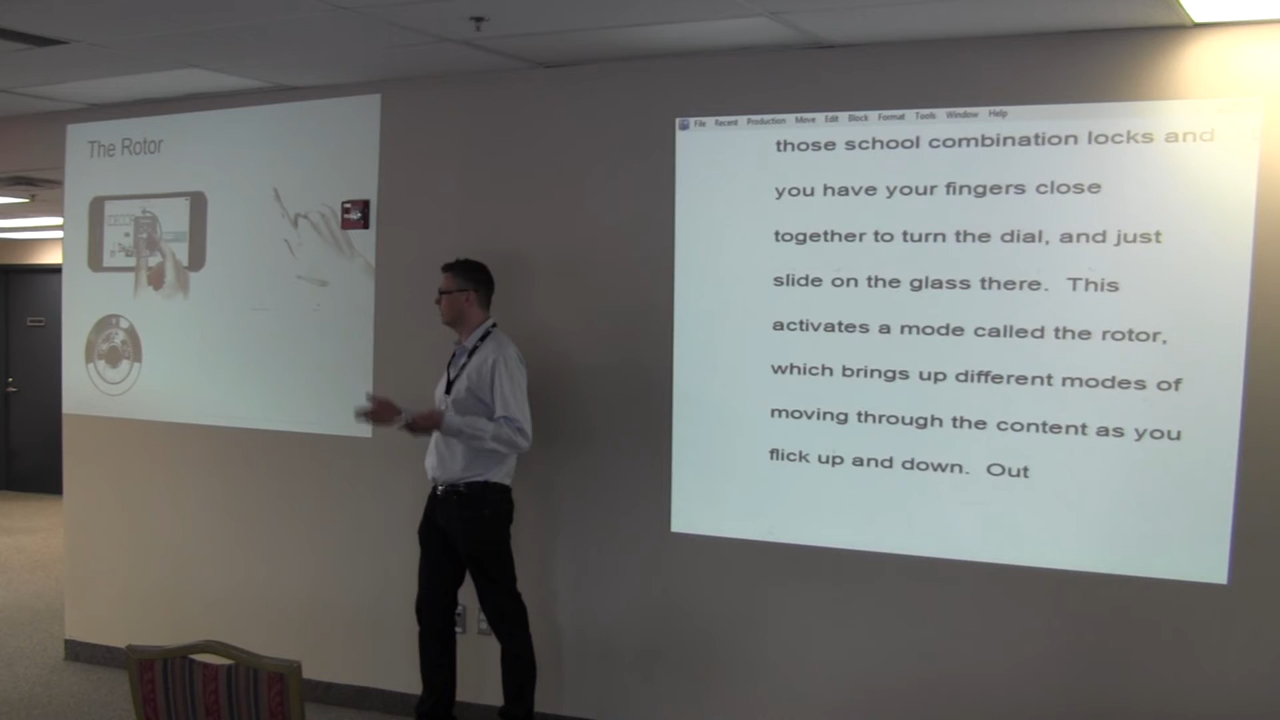 The Rotor
File Recent Production Move Edit Block Format Tools Window Help
those school combination locks and
you have your fingers close
together to turn the dial, and just
slide on the glass there.  This
activates a mode called the rotor,
which brings up different modes of
moving through the content as you
flick up and down.  Out